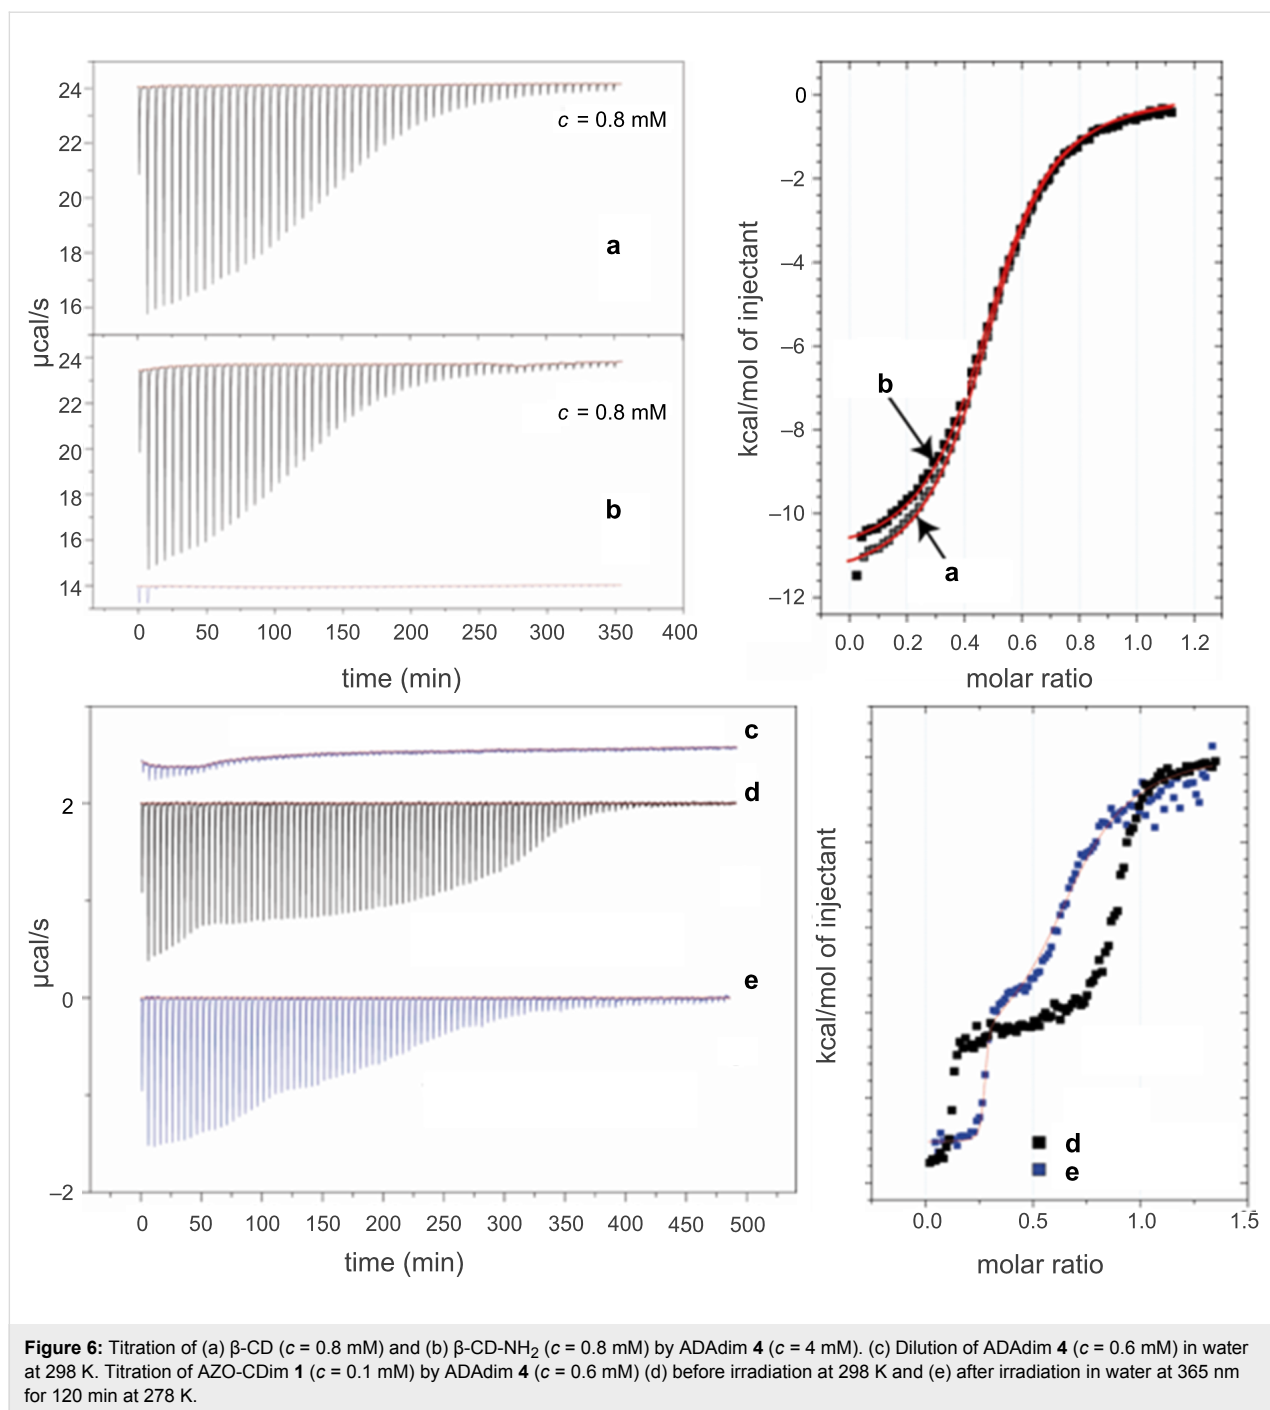 24
22
20
18
16
c = 0.8 mM
a
µcal/s
24
22
20
18
16
14
c = 0.8 mM
b
0 50 100 150 200 250 300 350 400
time (min)
0
–2
–4
–6
–8
–10
–12
kcal/mol of injectant
b
a
0.0 0.2 0.4 0.6 0.8 1.0 1.2
molar ratio
c
d
e
2
0
–2
µcal/s
0 50 100 150 200 250 300 350 400 450 500
time (min)
kcal/mol of injectant
d
e
0.0 0.5 1.0 1.5
molar ratio
Figure 6: Titration of (a) β-CD (c = 0.8 mM) and (b) β-CD-NH₂ (c = 0.8 mM) by ADAdim 4 (c = 4 mM). (c) Dilution of ADAdim 4 (c = 0.6 mM) in water
at 298 K. Titration of AZO-CDim 1 (c = 0.1 mM) by ADAdim 4 (c = 0.6 mM) (d) before irradiation at 298 K and (e) after irradiation in water at 365 nm
for 120 min at 278 K.